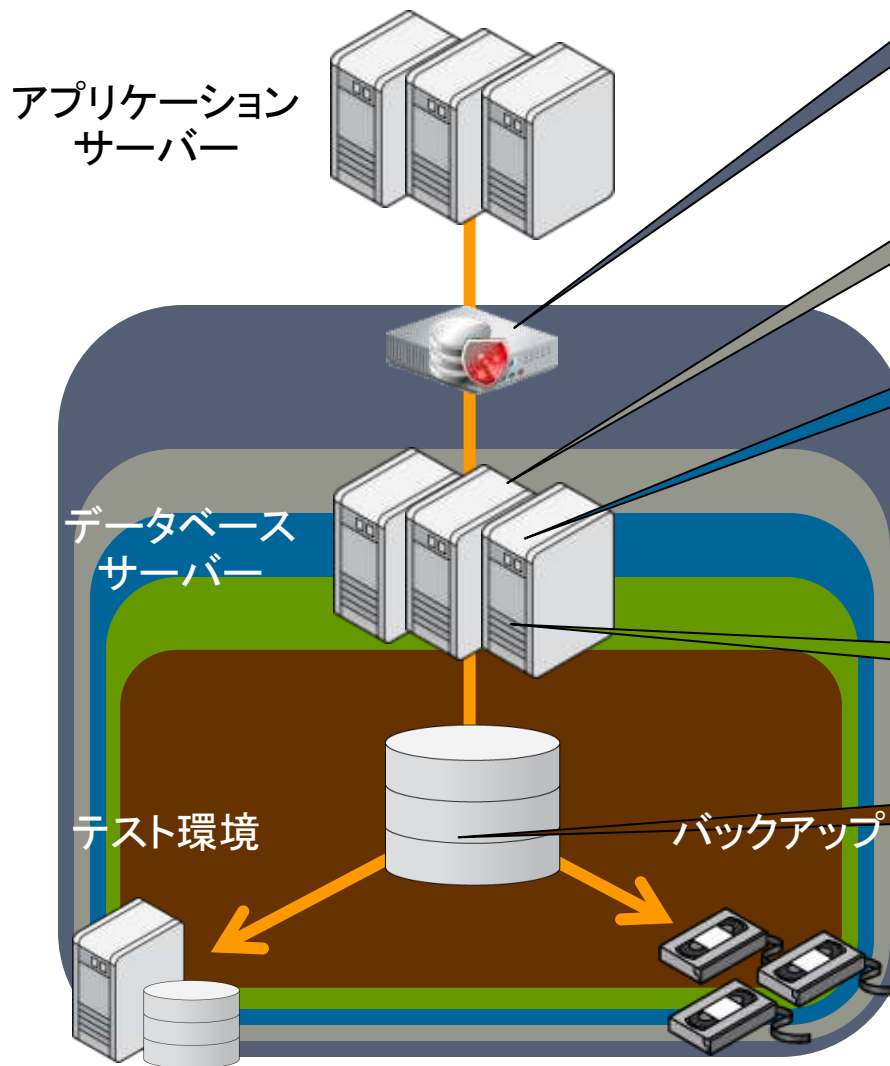 アプリケーション
サーバー
データベース
サーバー
テスト環境
バックアップ